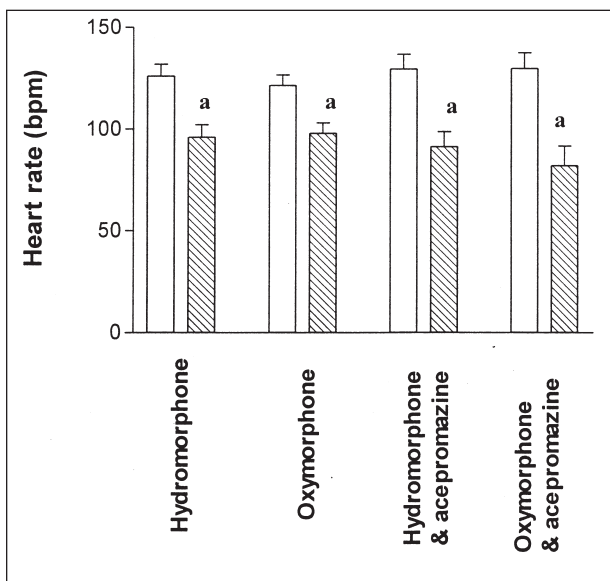 Heart rate (bpm)
150
100
50
0
a
a
a
a
Hydromorphone
Oxymorphone
Hydromorphone
& acepromazine
Oxymorphone
& acepromazine